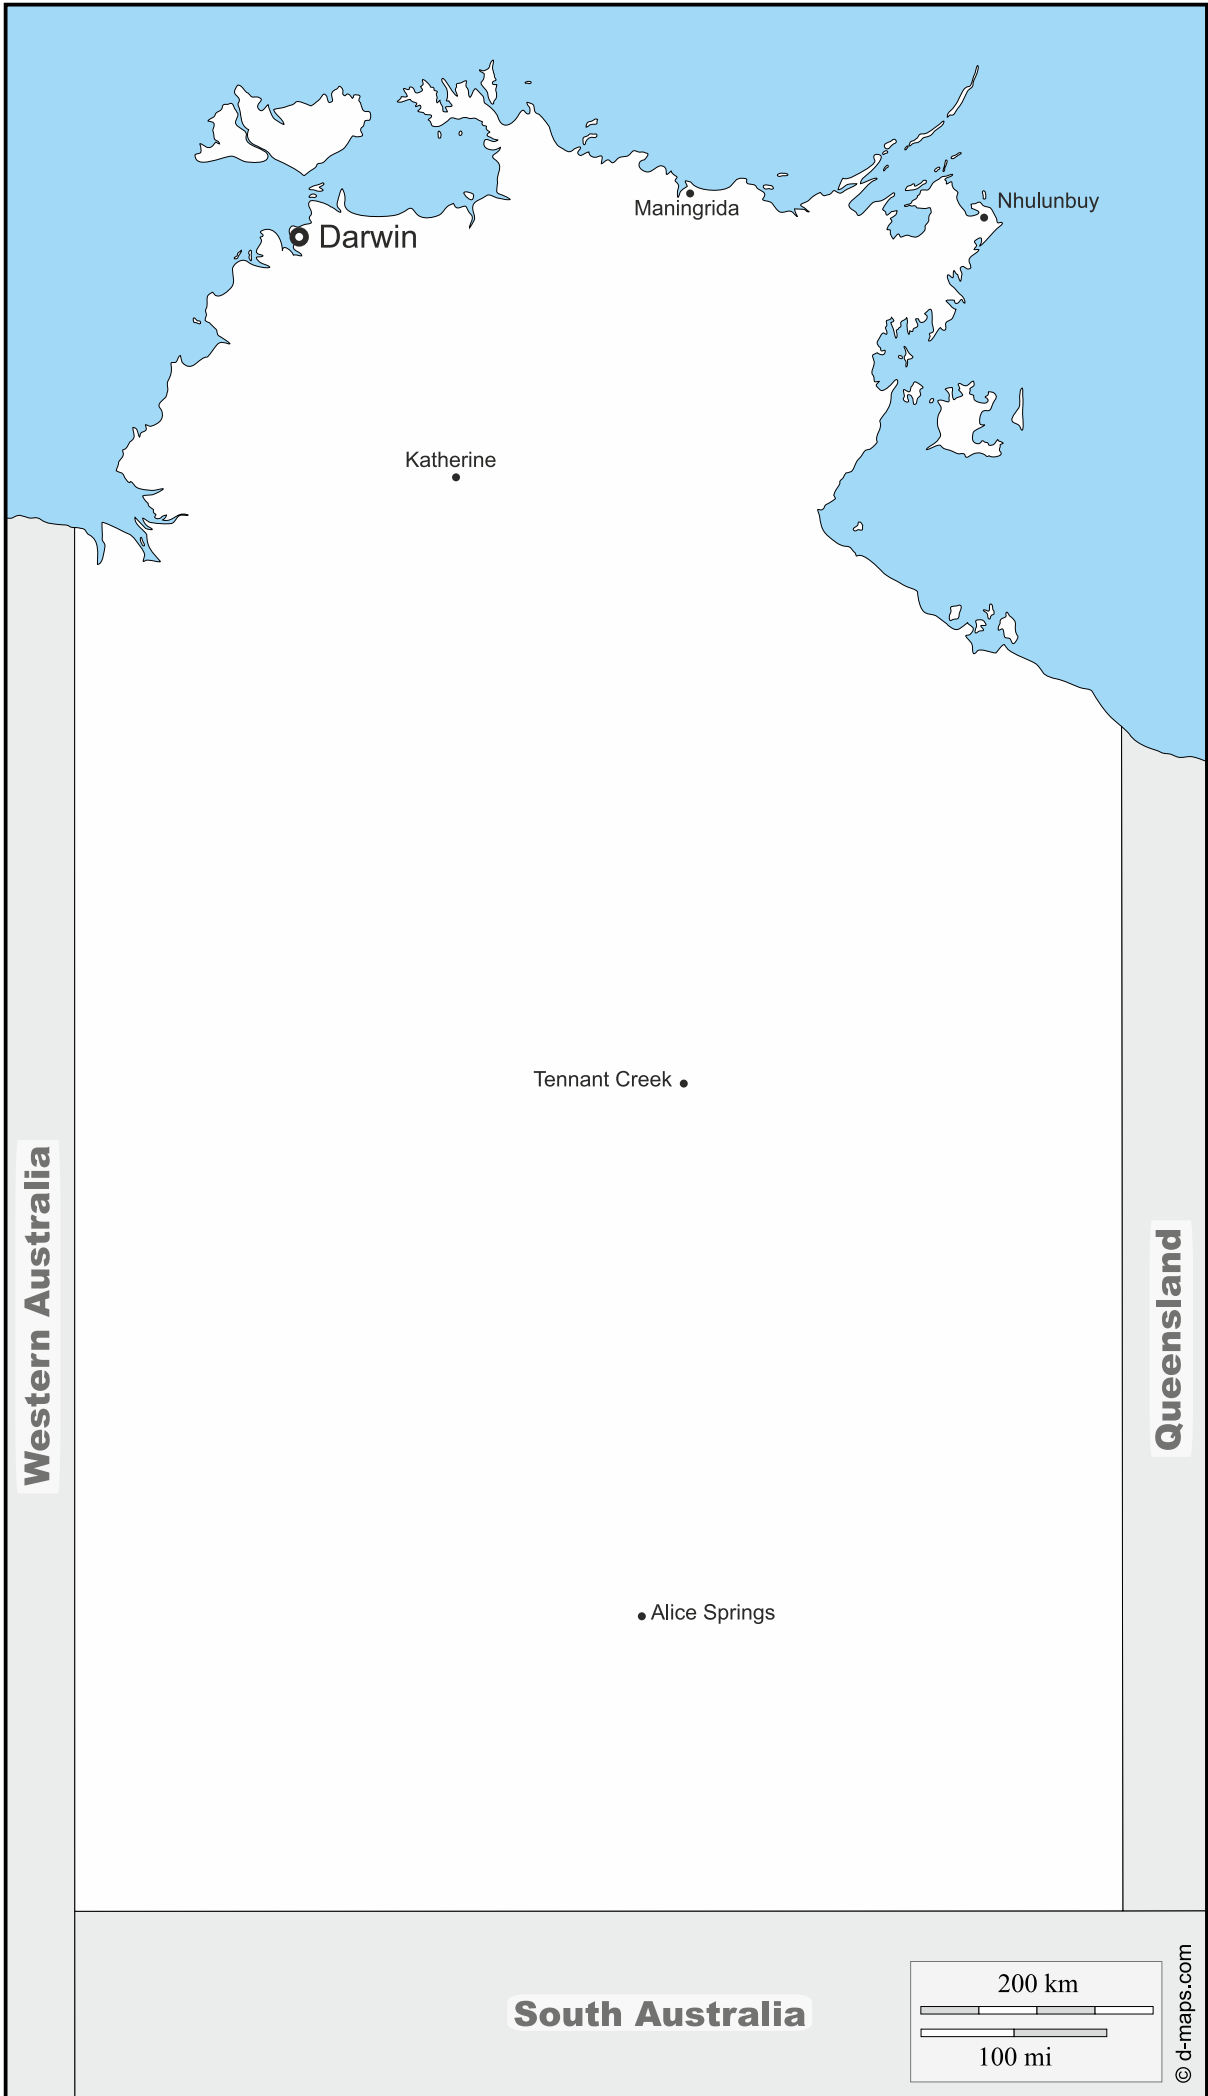 Maningrida
Nhulunbuy
Darwin
Katherine
Tennant Creek
Western Australia
Queensland
Alice Springs
South Australia
200 km
100 mi
© d-maps.com